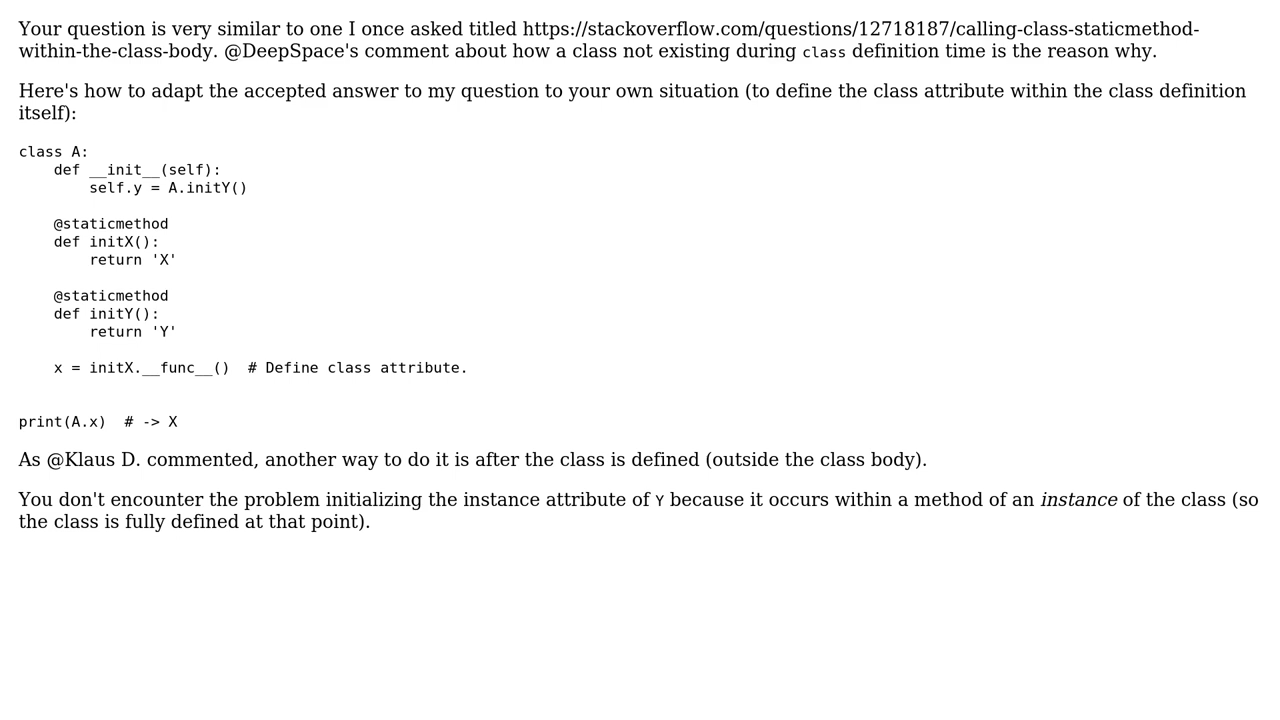 Your question is very similar to one I once asked titled https://stackoverflow.com/questions/12718187/calling-class-staticmethod-
within-the-class-body. @DeepSpace's comment about how a class not existing during class definition time is the reason why.
Here's how to adapt the accepted answer to my question to your own situation (to define the class attribute within the class definition
itself):
class A:
    def __init__(self):
        self.y = A.initY()

    @staticmethod
    def initX():
        return 'X'

    @staticmethod
    def initY():
        return 'Y'

    x = initX.__func__()  # Define class attribute.


print(A.x)  # -> X
As @Klaus D. commented, another way to do it is after the class is defined (outside the class body).
You don't encounter the problem initializing the instance attribute of Y because it occurs within a method of an instance of the class (so
the class is fully defined at that point).